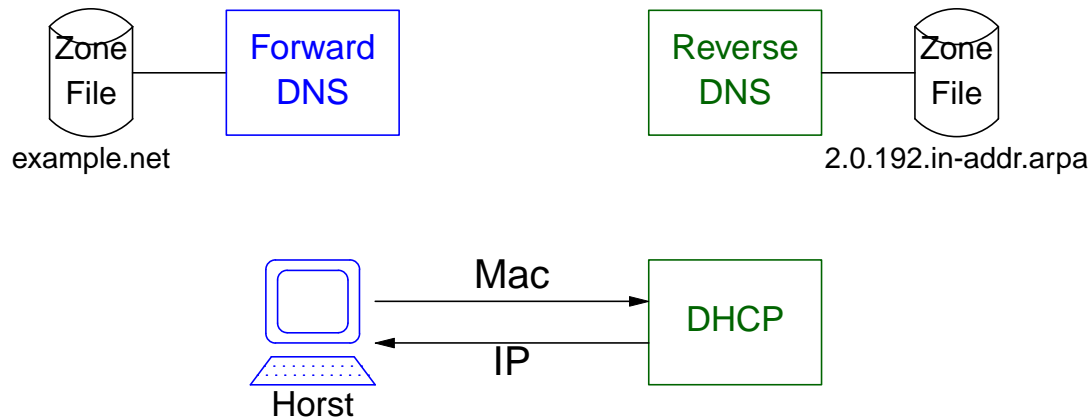 Zone
File
example.net
Forward
DNS
Reverse
DNS
Zone
File
2.0.192.in-addr.arpa
Mac
IP
Horst
DHCP